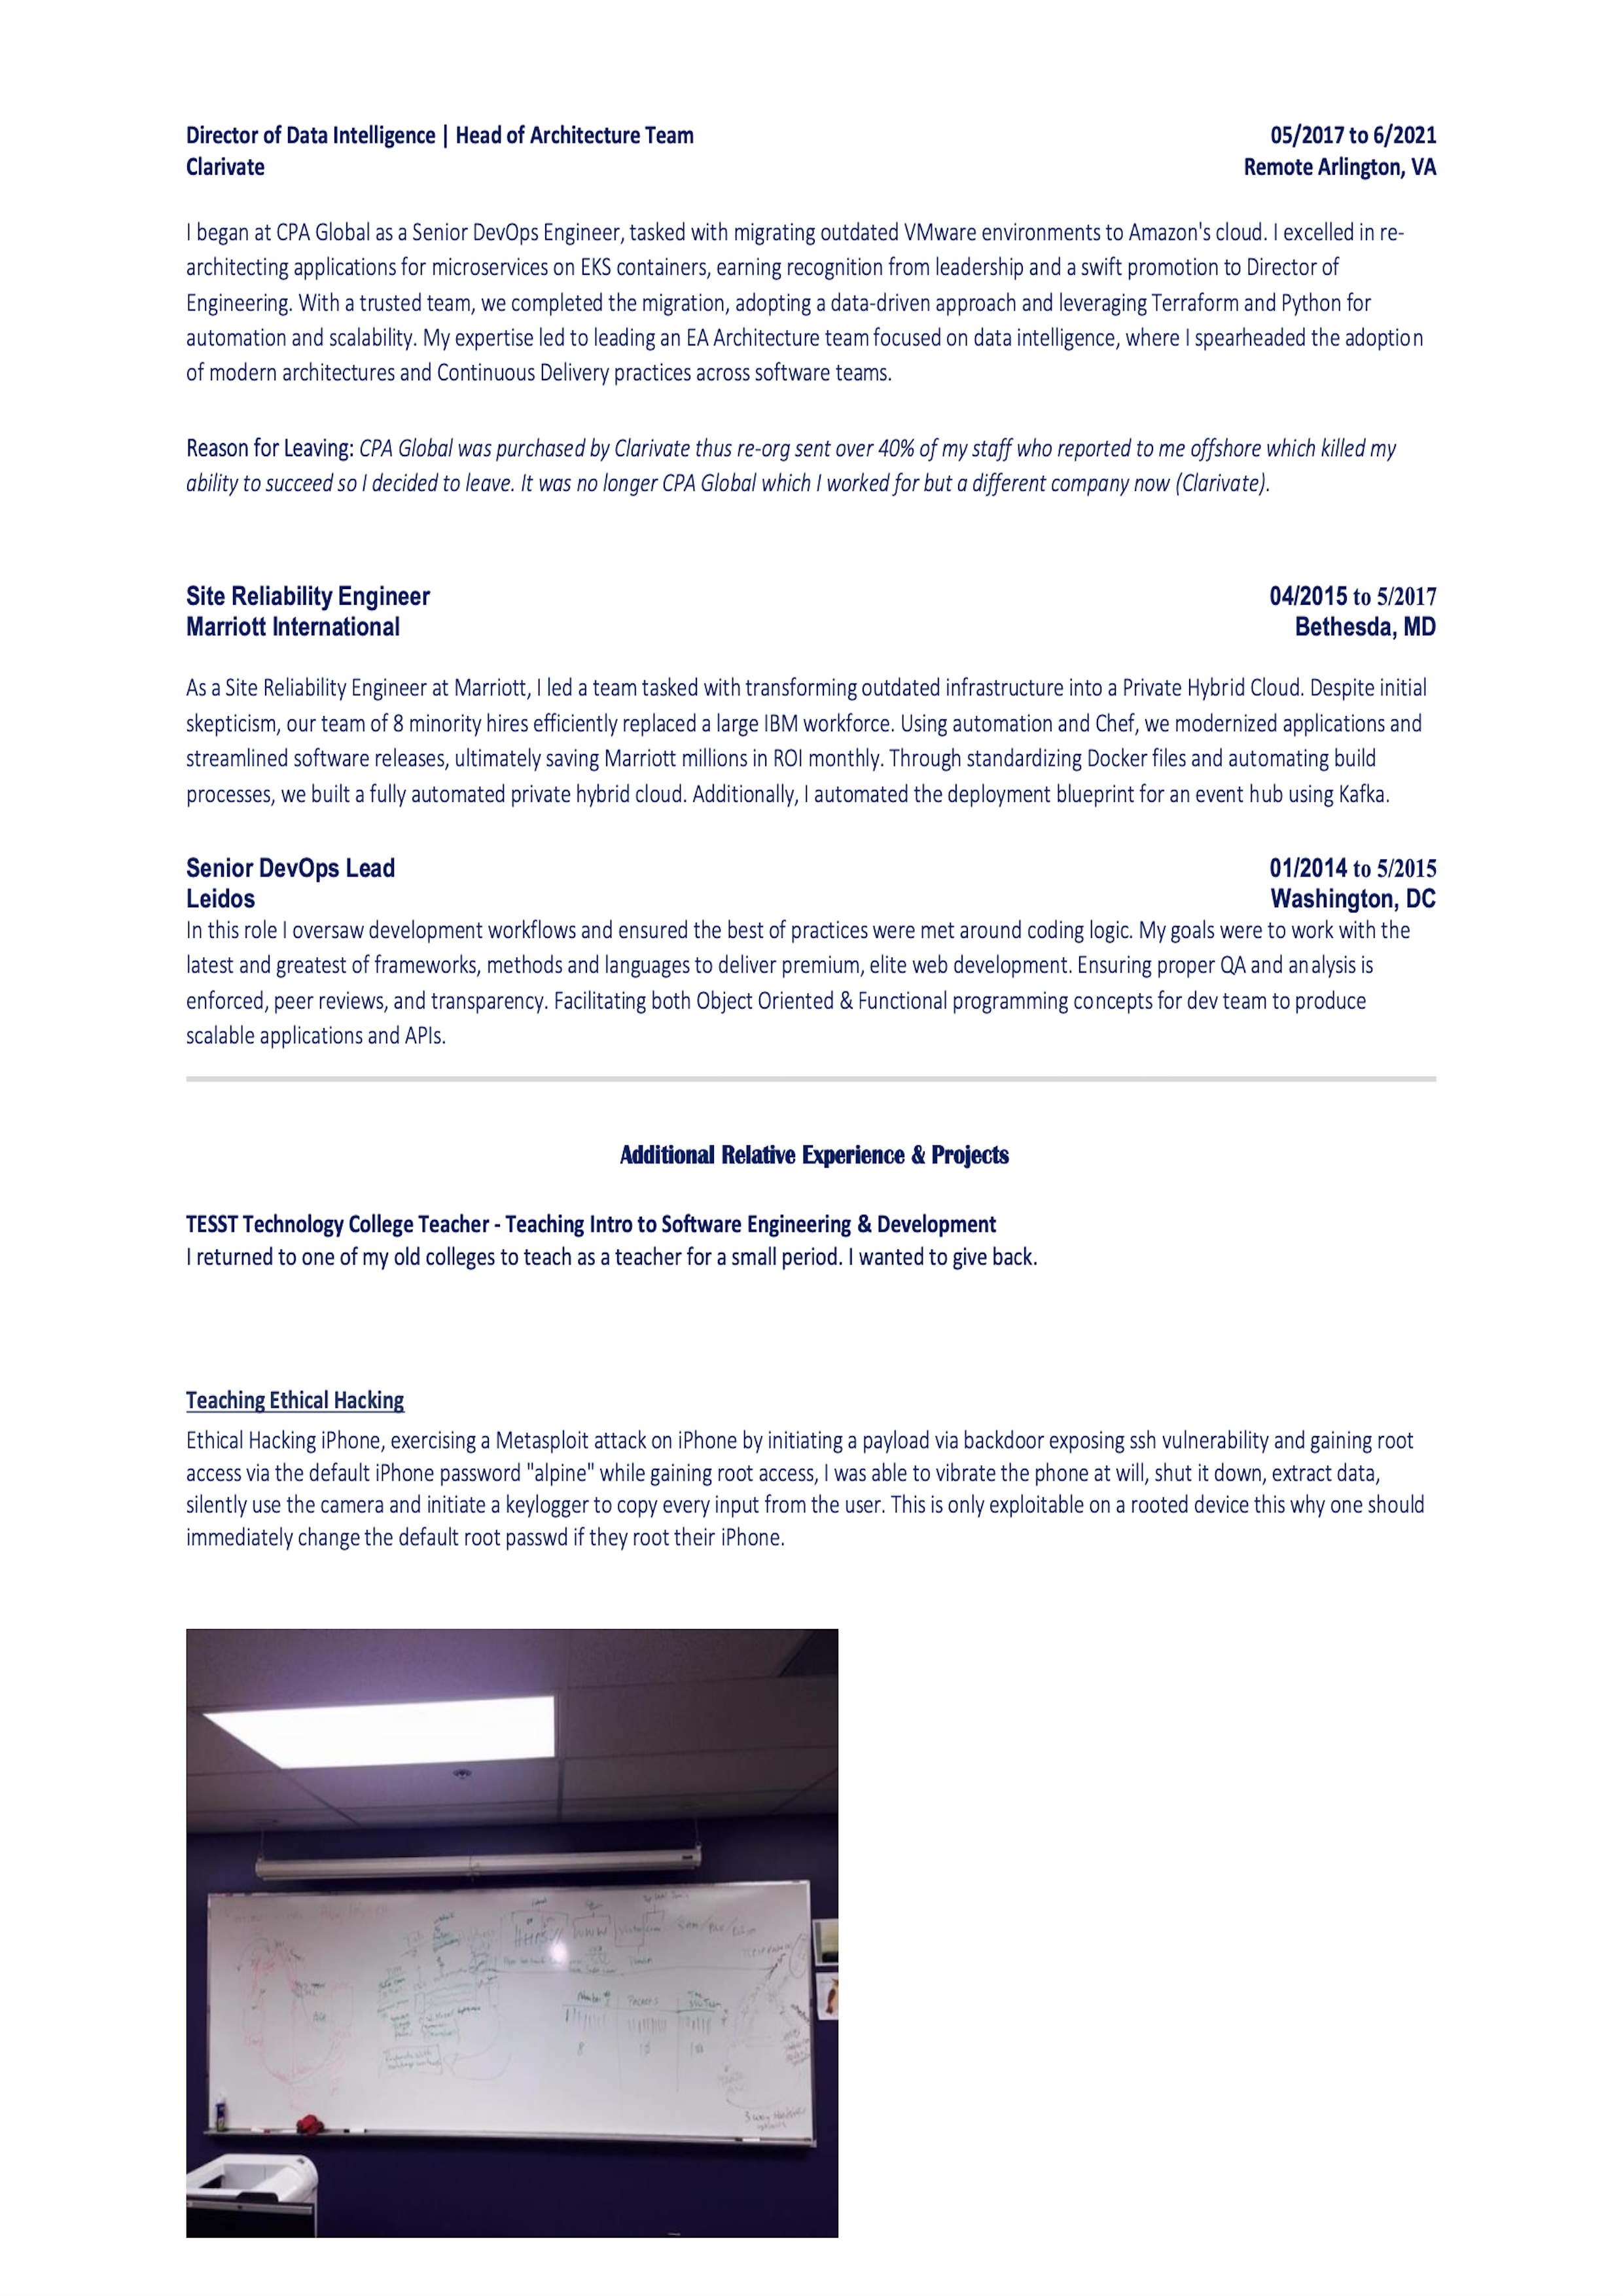 Director of Data Intelligence | Head of Architecture Team 05/2017 to 6/2021
Clarivate Remote Arlington, VA
I began at CPA Global as a Senior DevOps Engineer, tasked with migrating outdated VMware environments to Amazon's cloud. I excelled in re-
architecting applications for microservices on EKS containers, earning recognition from leadership and a swift promotion to Director of
Engineering. With a trusted team, we completed the migration, adopting a data-driven approach and leveraging Terraform and Python for
automation and scalability. My expertise led to leading an EA Architecture team focused on data intelligence, where I spearheaded the adoption
of modern architectures and Continuous Delivery practices across software teams.
Reason for Leaving: CPA Global was purchased by Clarivate thus re-org sent over 40% of my staff who reported to me offshore which killed my
ability to succeed so I decided to leave. It was no longer CPA Global which I worked for but a different company now (Clarivate).
Site Reliability Engineer 04/2015 to 5/2017
Marriott International Bethesda, MD
As a Site Reliability Engineer at Marriott, I led a team tasked with transforming outdated infrastructure into a Private Hybrid Cloud. Despite initial
skepticism, our team of 8 minority hires efficiently replaced a large IBM workforce. Using automation and Chef, we modernized applications and
streamlined software releases, ultimately saving Marriott millions in ROI monthly. Through standardizing Docker files and automating build
processes, we built a fully automated private hybrid cloud. Additionally, I automated the deployment blueprint for an event hub using Kafka.
Senior DevOps Lead 01/2014 to 5/2015
Leidos Washington, DC
In this role I oversaw development workflows and ensured the best of practices were met around coding logic. My goals were to work with the
latest and greatest of frameworks, methods and languages to deliver premium, elite web development. Ensuring proper QA and analysis is
enforced, peer reviews, and transparency. Facilitating both Object Oriented & Functional programming concepts for dev team to produce
scalable applications and APIs.
Additional Relative Experience & Projects
TESST Technology College Teacher - Teaching Intro to Software Engineering & Development
I returned to one of my old colleges to teach as a teacher for a small period. I wanted to give back.
Teaching Ethical Hacking
Ethical Hacking iPhone, exercising a Metasploit attack on iPhone by initiating a payload via backdoor exposing ssh vulnerability and gaining root
access via the default iPhone password "alpine" while gaining root access, I was able to vibrate the phone at will, shut it down, extract data,
silently use the camera and initiate a keylogger to copy every input from the user. This is only exploitable on a rooted device this why one should
immediately change the default root passwd if they root their iPhone.
WWW
Packets